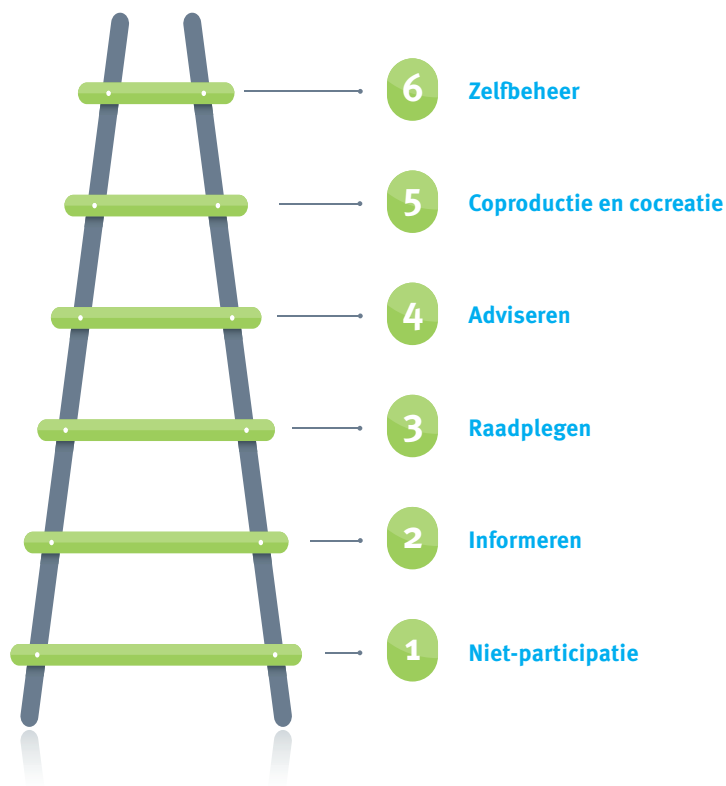 6 Zelfbeheer
5 Coproductie en cocreatie
4 Adviseren
3 Raadplegen
2 Informeren
1 Niet-participatie